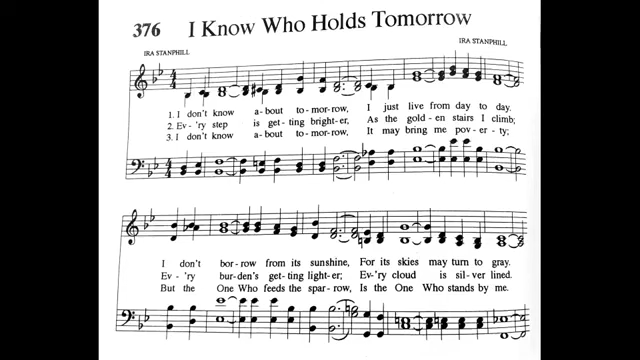 376 I Know Who Holds Tomorrow
IRA STANPHILL
IRA STANPHILL
1. I don't know a-bout to-mor-row, I just live from day to day.
2. Ev-'ry step is get-ting bright-er, As the gold-en stairs I climb;
3. I don't know a-bout to-mor-row, It may bring me pov-er-ty;
I don't bor-row from its sunshine, For its skies may turn to gray.
Ev-'ry bur-den's get-ting light-er; Ev-'ry cloud is sil-ver lined.
But the One Who feeds the spar-row, Is the One Who stands by me.